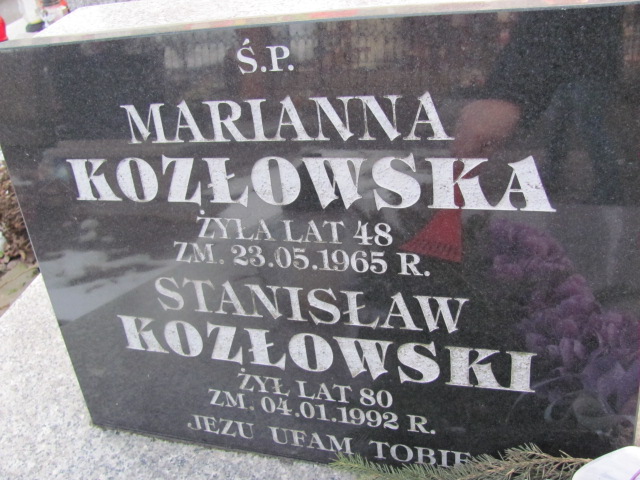 Ś.P.
MARIANNA
KOZŁOWSKA
ŻYŁA LAT 48
ZM. 23.05.1965 R.
STANISŁAW
KOZŁOWSKI
ŻYŁ LAT 80
ZM. 04.01.1992 R.
JEZU UFAM TOBIE